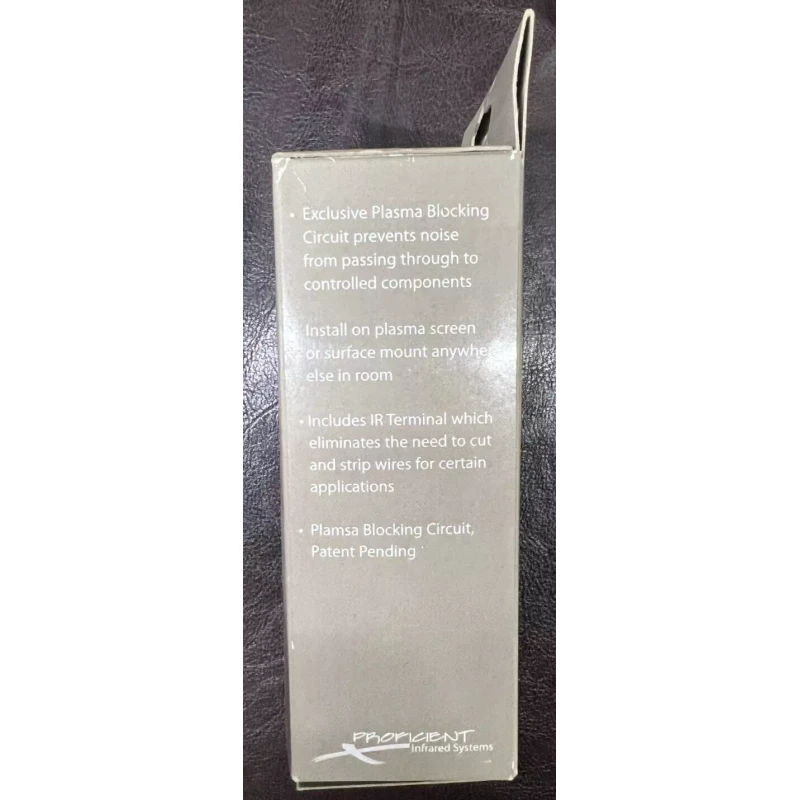 • Exclusive Plasma Blocking
Circuit prevents noise
from passing through to
controlled components
Install on plasma screen
or surface mount anywhe
else in room
• Includes IR Terminal which
eliminates the need to cut
and strip wires for certain
applications
• Plamsa Blocking Circuit,
Patent Pending
PROFICIENT
Infrared Systems